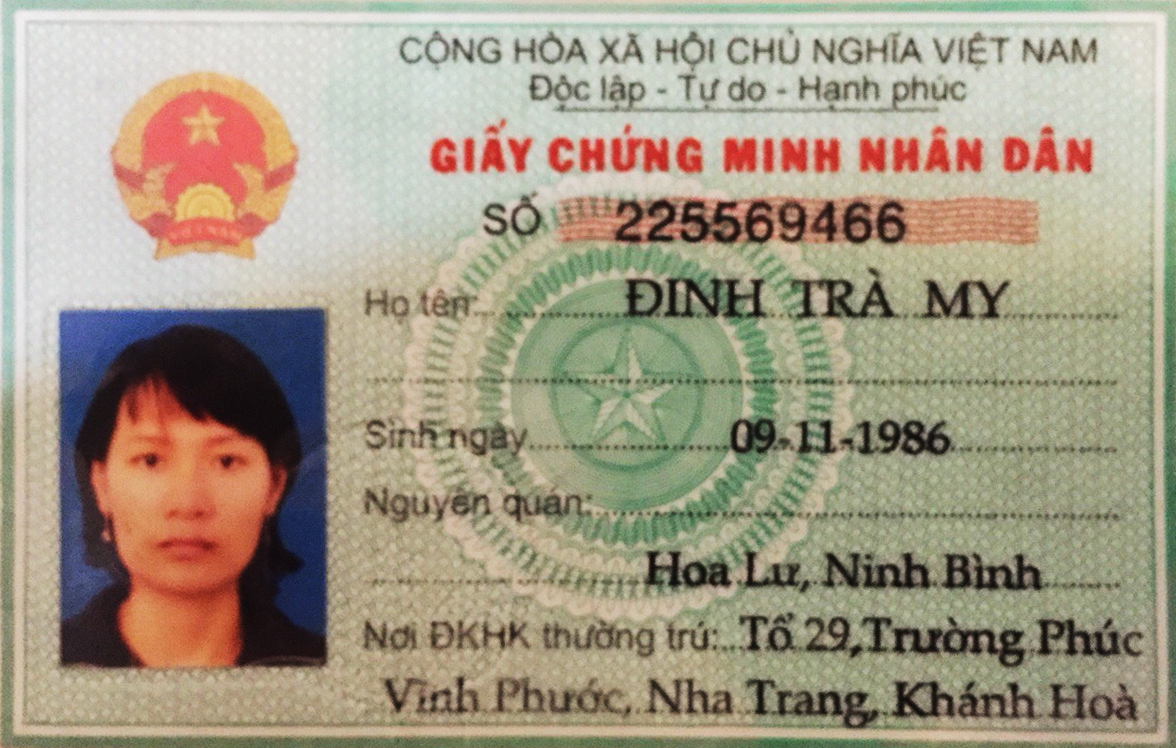 CỘNG HÒA XÃ HỘI CHỦ NGHĨA VIỆT NAM
Độc lập - Tự do - Hạnh phúc
GIẤY CHỨNG MINH NHÂN DÂN
SỐ 225569466
VIỆT NAM
Họ tên: ĐINH TRÀ MY
Sinh ngày 09-11-1986
Nguyên quán:
Hoa Lư, Ninh Bình
Nơi ĐKHK thường trú: Tổ 29,Trường Phúc
Vĩnh Phước, Nha Trang, Khánh Hoà